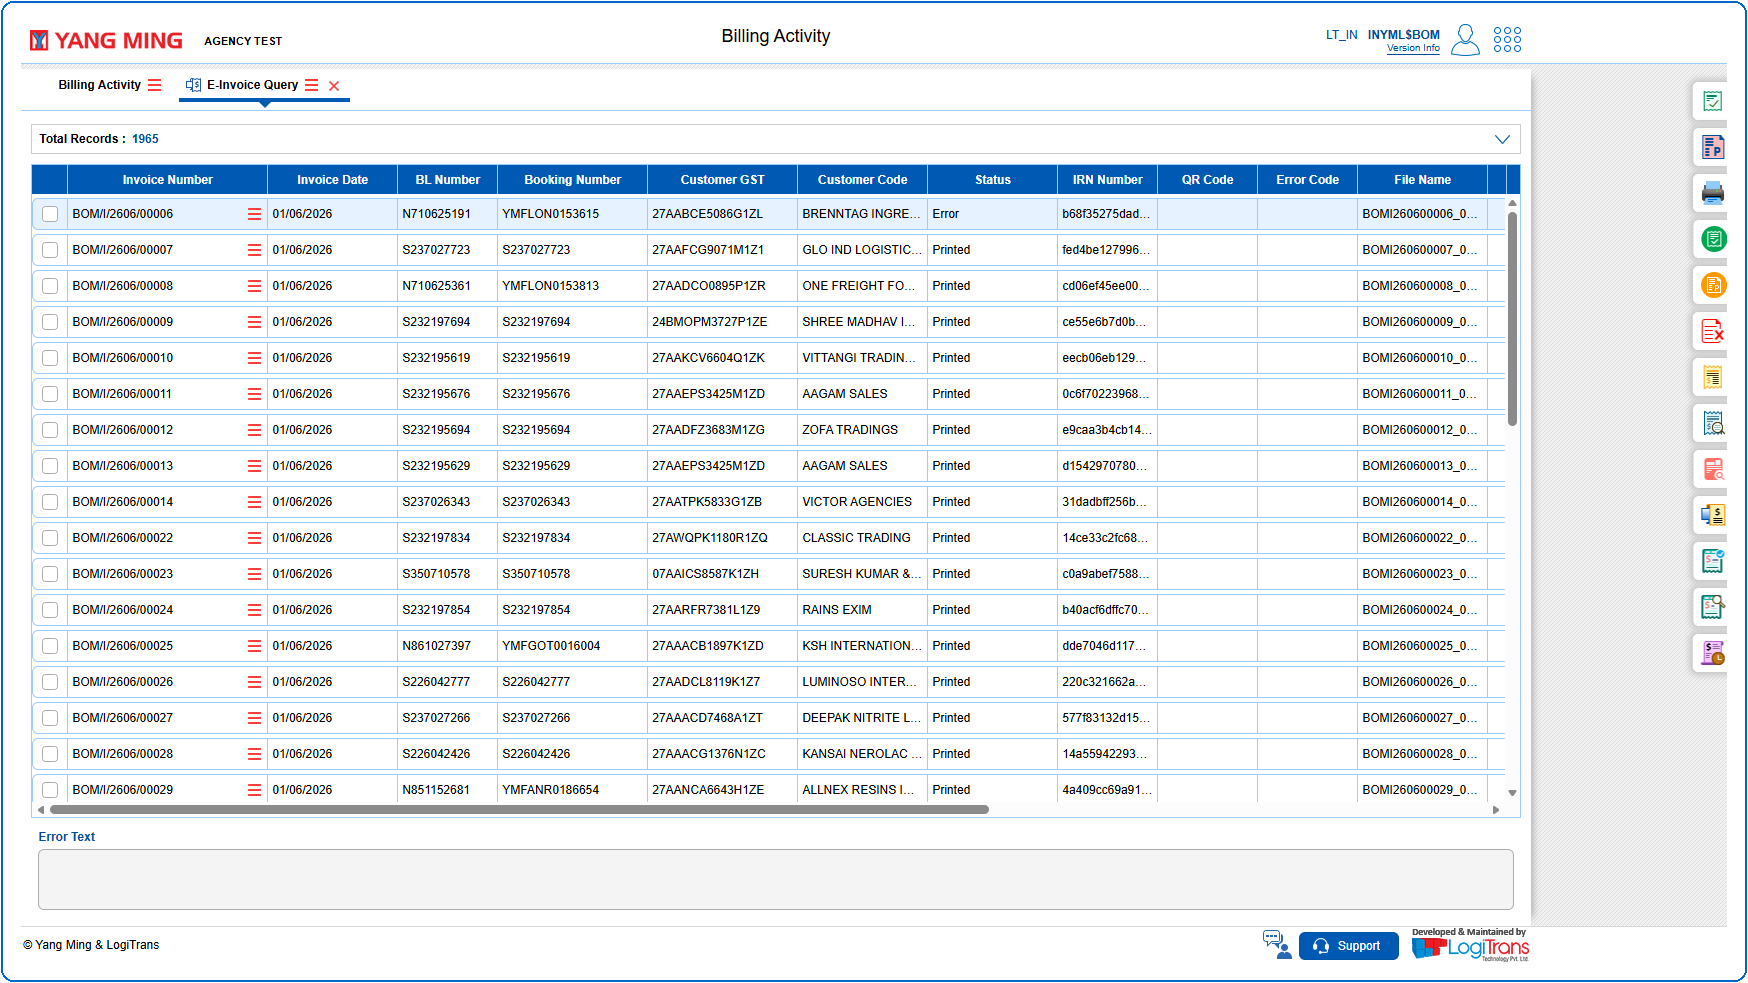 YANG MING AGENCY TEST
Billing Activity
LT_IN INYML$BOM
Version Info
Billing Activity E-Invoice Query
Total Records : 1965
Invoice Number Invoice Date BL Number Booking Number Customer GST Customer Code Status IRN Number QR Code Error Code File Name
BOM/I/2606/00006 01/06/2026 N710625191 YMFLON0153615 27AABCE5086G1ZL BRENNTAG INGRE... Error b68f35275dad... BOMI260600006_0...
BOM/I/2606/00007 01/06/2026 S237027723 S237027723 27AAFCG9071M1Z1 GLO IND LOGISTIC... Printed fed4be127996... BOMI260600007_0...
BOM/I/2606/00008 01/06/2026 N710625361 YMFLON0153813 27AADCO0895P1ZR ONE FREIGHT FO... Printed cd06ef45ee00... BOMI260600008_0...
BOM/I/2606/00009 01/06/2026 S232197694 S232197694 24BMOPM3727P1ZE SHREE MADHAV I... Printed ce55e6b7d0b... BOMI260600009_0...
BOM/I/2606/00010 01/06/2026 S232195619 S232195619 27AAKCV6604Q1ZK VITTANGI TRADIN... Printed eecb06eb129... BOMI260600010_0...
BOM/I/2606/00011 01/06/2026 S232195676 S232195676 27AAEPS3425M1ZD AAGAM SALES Printed 0c6f70223968... BOMI260600011_0...
BOM/I/2606/00012 01/06/2026 S232195694 S232195694 27AADFZ3683M1ZG ZOFA TRADINGS Printed e9caa3b4cb14... BOMI260600012_0...
BOM/I/2606/00013 01/06/2026 S232195629 S232195629 27AAEPS3425M1ZD AAGAM SALES Printed d1542970780... BOMI260600013_0...
BOM/I/2606/00014 01/06/2026 S237026343 S237026343 27AATPK5833G1ZB VICTOR AGENCIES Printed 31dadbff256b... BOMI260600014_0...
BOM/I/2606/00022 01/06/2026 S232197834 S232197834 27AWQPK1180R1ZQ CLASSIC TRADING Printed 14ce33c2fc68... BOMI260600022_0...
BOM/I/2606/00023 01/06/2026 S350710578 S350710578 07AAICS8587K1ZH SURESH KUMAR &... Printed c0a9abef7588... BOMI260600023_0...
BOM/I/2606/00024 01/06/2026 S232197854 S232197854 27AARFR7381L1Z9 RAINS EXIM Printed b40acf6dffc70... BOMI260600024_0...
BOM/I/2606/00025 01/06/2026 N861027397 YMFGOT0016004 27AAACB1897K1ZD KSH INTERNATION... Printed dde7046d117... BOMI260600025_0...
BOM/I/2606/00026 01/06/2026 S226042777 S226042777 27AADCL8119K1Z7 LUMINOSO INTER... Printed 220c321662a... BOMI260600026_0...
BOM/I/2606/00027 01/06/2026 S237027266 S237027266 27AAACD7468A1ZT DEEPAK NITRITE L... Printed 577f83132d15... BOMI260600027_0...
BOM/I/2606/00028 01/06/2026 S226042426 S226042426 27AAACG1376N1ZC KANSAI NEROLAC ... Printed 14a55942293... BOMI260600028_0...
BOM/I/2606/00029 01/06/2026 N851152681 YMFANR0186654 27AANCA6643H1ZE ALLNEX RESINS I... Printed 4a409cc69a91... BOMI260600029_0...
Error Text
© Yang Ming & LogiTrans
Support
Developed & Maintained by
LogiTrans
Technology Pvt. Ltd.